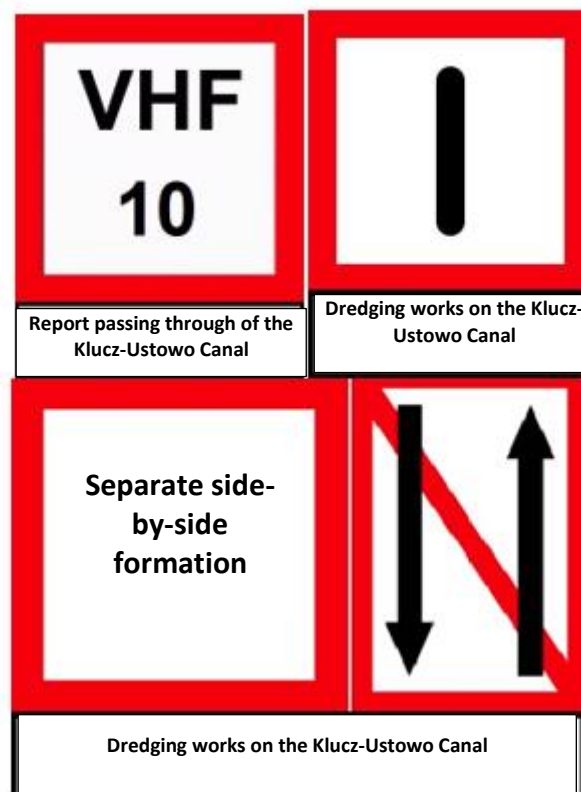 VHF
10
Report passing through of the
Klucz-Ustowo Canal
Dredging works on the Klucz-
Ustowo Canal
Separate side-
by-side
formation
Dredging works on the Klucz-Ustowo Canal